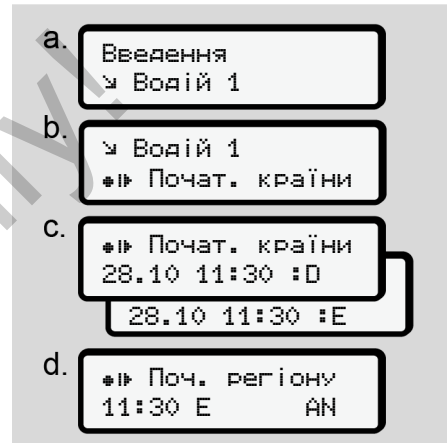 a.
Введення
↘ Водій 1
b.
↘ Водій 1
●I▶ Почат. країни
c.
●I▶ Почат. країни
28.10 11:30 :D
28.10 11:30 :E
d.
●I▶ Поч. регіону
11:30 E AN